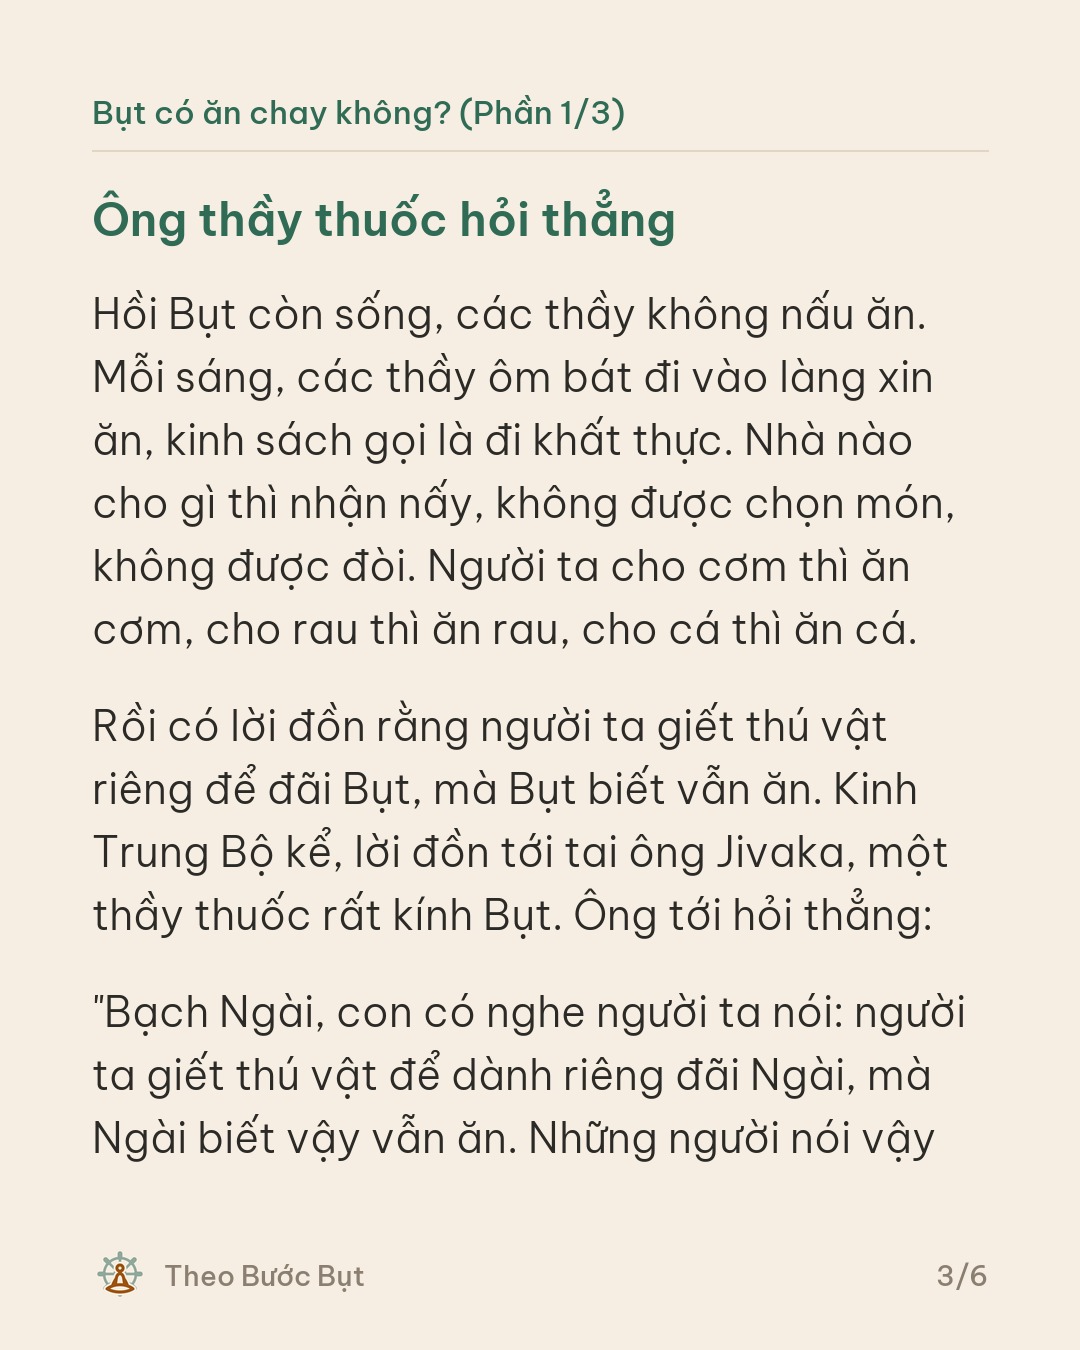 Bụt có ăn chay không? (Phần 1/3)
Ông thầy thuốc hỏi thẳng
Hồi Bụt còn sống, các thầy không nấu ăn.
Mỗi sáng, các thầy ôm bát đi vào làng xin
ăn, kinh sách gọi là đi khất thực. Nhà nào
cho gì thì nhận nấy, không được chọn món,
không được đòi. Người ta cho cơm thì ăn
cơm, cho rau thì ăn rau, cho cá thì ăn cá.
Rồi có lời đồn rằng người ta giết thú vật
riêng để đãi Bụt, mà Bụt biết vẫn ăn. Kinh
Trung Bộ kể, lời đồn tới tai ông Jivaka, một
thầy thuốc rất kính Bụt. Ông tới hỏi thẳng:
"Bạch Ngài, con có nghe người ta nói: người
ta giết thú vật để dành riêng đãi Ngài, mà
Ngài biết vậy vẫn ăn. Những người nói vậy
Theo Bước Bụt
3/6